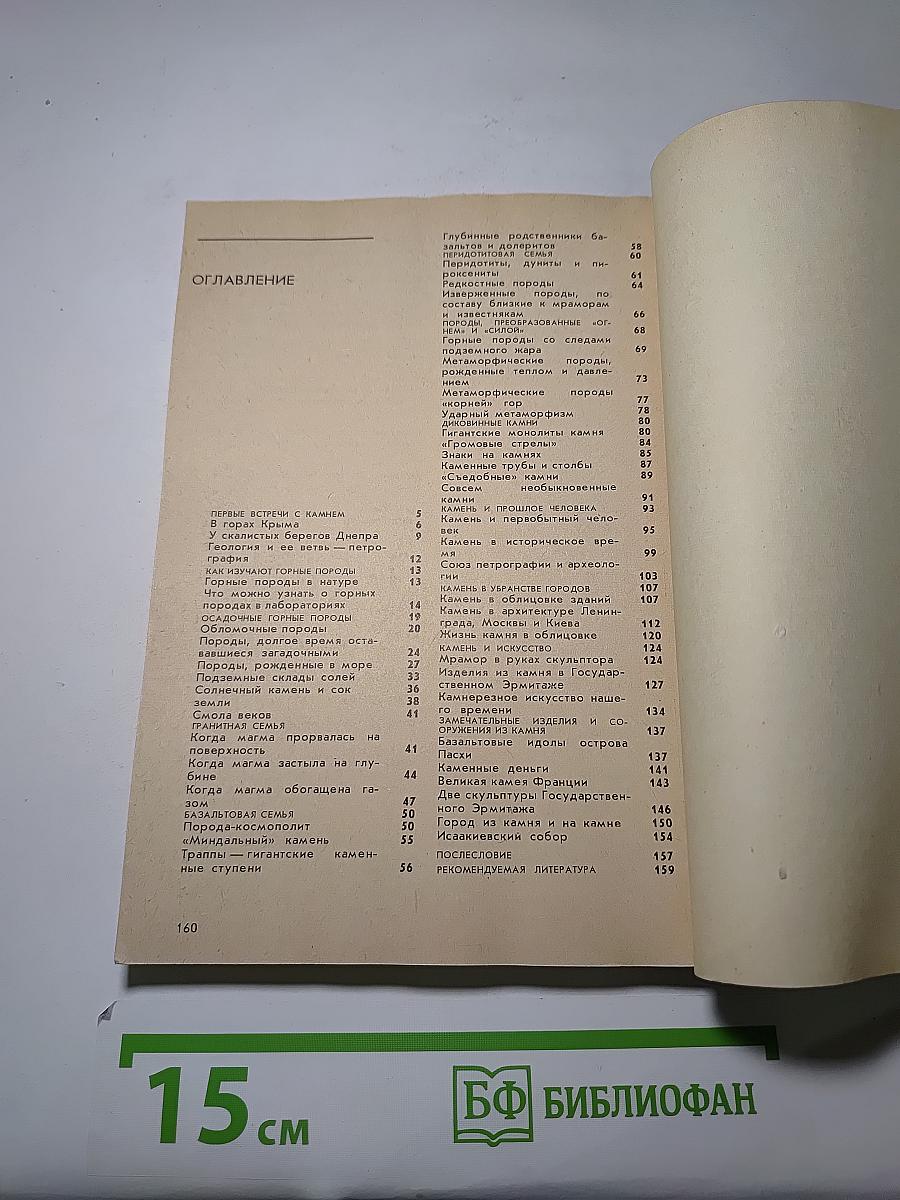 ОГЛАВЛЕНИЕ
ПЕРВЫЕ ВСТРЕЧИ С КАМНЕМ 5
В горах Крыма 6
У скалистых берегов Днепра 9
Геология и ее ветвь — петро-
графия 12
КАК ИЗУЧАЮТ ГОРНЫЕ ПОРОДЫ 13
Горные породы в натуре 13
Что можно узнать о горных
породах в лабораториях 14
ОСАДОЧНЫЕ ГОРНЫЕ ПОРОДЫ 19
Обломочные породы 20
Породы, долгое время оста-
вавшиеся загадочными 24
Породы, рожденные в море 27
Подземные склады солей 33
Солнечный камень и сок 36
земли 38
Смола веков 41
ГРАНИТНАЯ СЕМЬЯ
Когда магма прорвалась на
поверхность 41
Когда магма застыла на глу-
бине 44
Когда магма обогащена га-
зом 47
БАЗАЛЬТОВАЯ СЕМЬЯ 50
Порода-космополит 50
«Миндальный» камень 55
Траппы — гигантские камен-
ные ступени 56
160
Глубинные родственники ба-
зальтов и долеритов 58
ПЕРИДОТИТОВАЯ СЕМЬЯ 60
Перидотиты, дуниты и пи-
роксениты 61
Редкостные породы 64
Изверженные породы, по
составу близкие к мраморам
и известнякам 66
ПОРОДЫ, ПРЕОБРАЗОВАННЫЕ «ОГ-
НЕМ» И «СИЛОЙ» 68
Горные породы со следами
подземного жара 69
Метаморфические породы,
рожденные теплом и давле-
нием 73
Метаморфические породы
«корней» гор 77
Ударный метаморфизм 78
ДИКОВИННЫЕ КАМНИ 80
Гигантские монолиты камня 80
«Громовые стрелы» 84
Знаки на камнях 85
Каменные трубы и столбы 87
«Съедобные» камни 89
Совсем необыкновенные
камни 91
КАМЕНЬ И ПРОШЛОЕ ЧЕЛОВЕКА 93
Камень и первобытный чело-
век 95
Камень в историческое вре-
мя 99
Союз петрографии и археоло-
гии 103
КАМЕНЬ В УБРАНСТВЕ ГОРОДОВ 107
Камень в облицовке зданий 107
Камень в архитектуре Ленин-
града, Москвы и Киева 112
Жизнь камня в облицовке 120
КАМЕНЬ И ИСКУССТВО 124
Мрамор в руках скульптора 124
Изделия из камня в Государ-
ственном Эрмитаже 127
Камнерезное искусство наше-
го времени 134
ЗАМЕЧАТЕЛЬНЫЕ ИЗДЕЛИЯ И СО-
ОРУЖЕНИЯ ИЗ КАМНЯ 137
Базальтовые идолы острова
Пасхи 137
Каменные деньги 141
Великая камея Франции 143
Две скульптуры Государствен-
ного Эрмитажа 146
Город из камня и на камне 150
Исаакиевский собор 154
ПОСЛЕСЛОВИЕ 157
РЕКОМЕНДУЕМАЯ ЛИТЕРАТУРА 159
15 см
БФ БИБЛИОФАН